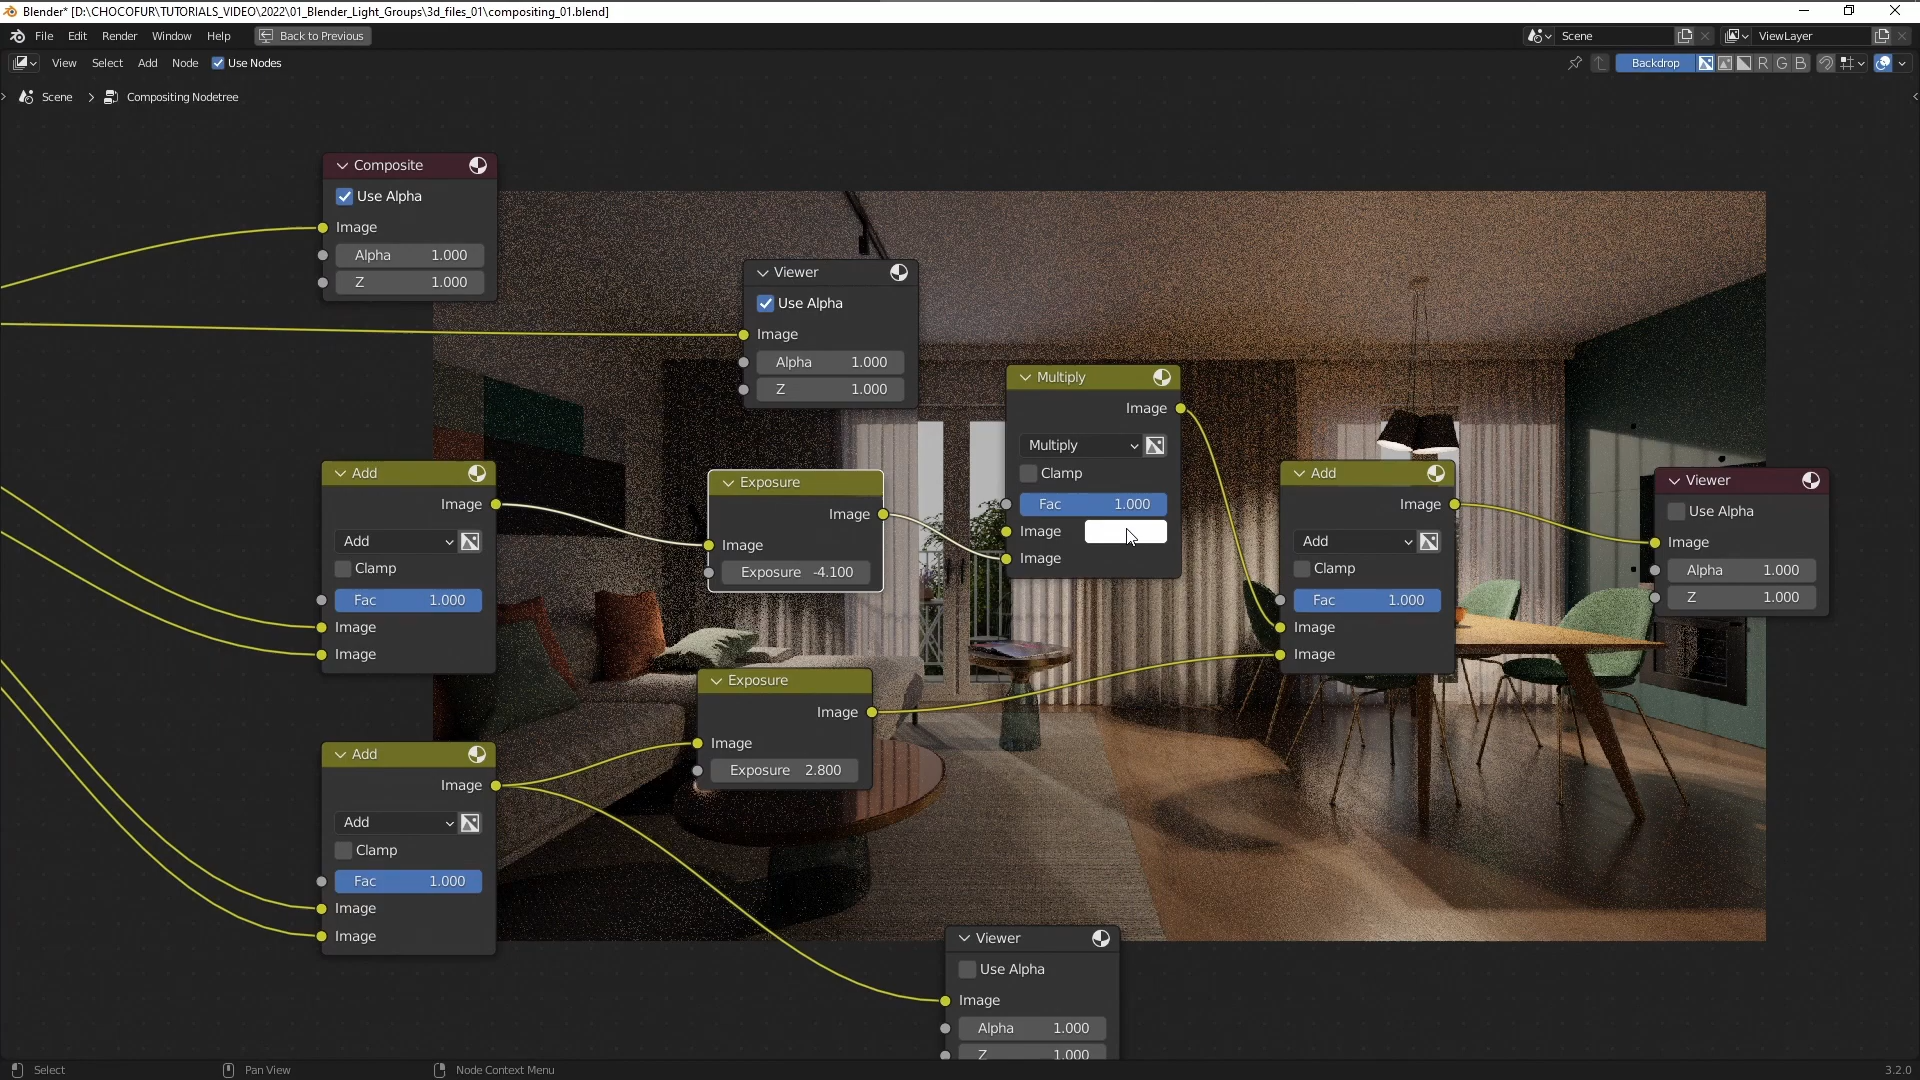 Blender* [D:\CHOCOFUR\TUTORIALS_VIDEO\2022\01_Blender_Light_Groups\3d_files_01\compositing_01.blend]
File Edit Render Window Help Back to Previous Scene ViewLayer
View Select Add Node Use Nodes Backdrop R G B
Scene Compositing Nodetree
Composite
Use Alpha
Image
Alpha 1.000
Z 1.000
Viewer
Use Alpha
Image
Alpha 1.000
Z 1.000
Multiply
Image
Multiply
Clamp
Fac 1.000
Image
Image
Add
Image
Add
Clamp
Fac 1.000
Image
Image
Exposure
Image
Image
Exposure -4.100
Add
Image
Add
Clamp
Fac 1.000
Image
Image
Viewer
Use Alpha
Image
Alpha 1.000
Z 1.000
Exposure
Image
Image
Exposure 2.800
Add
Image
Add
Clamp
Fac 1.000
Image
Image
Viewer
Use Alpha
Image
Alpha 1.000
Z 1.000
Select Pan View Node Context Menu 3.2.0